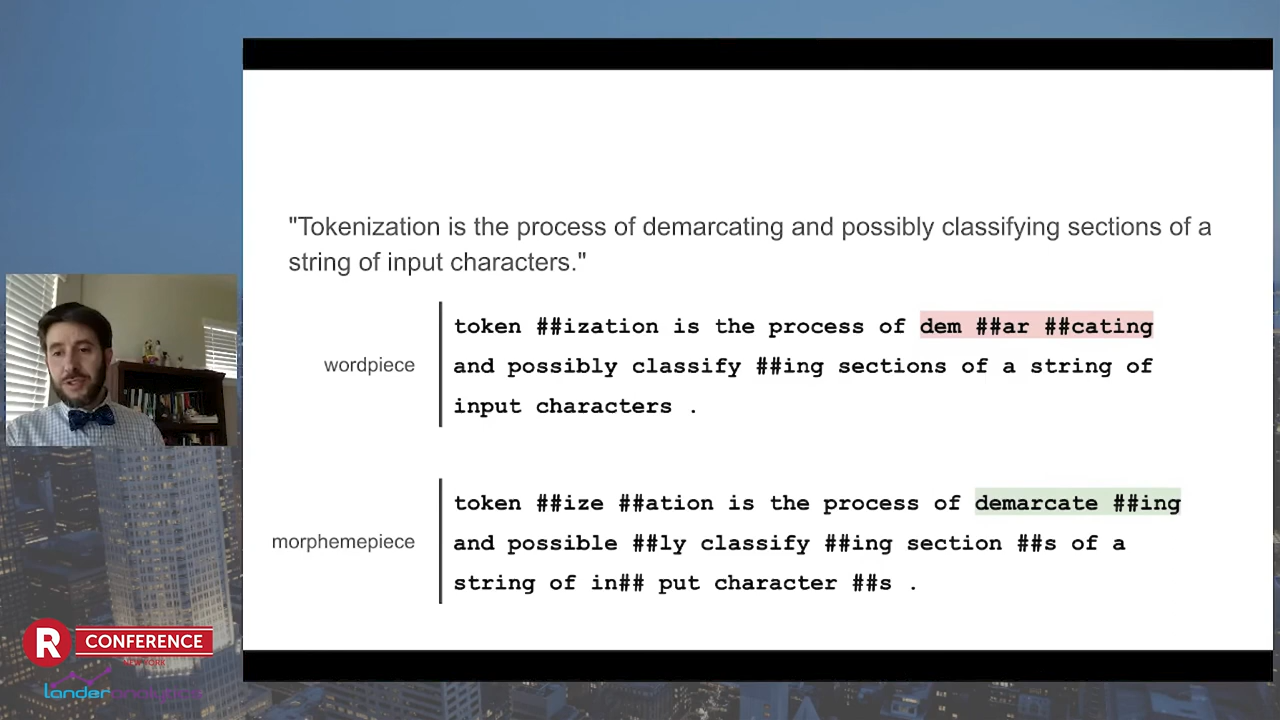 "Tokenization is the process of demarcating and possibly classifying sections of a
string of input characters."
wordpiece
token ##ization is the process of dem ##ar ##cating
and possibly classify ##ing sections of a string of
input characters .
morphemepiece
token ##ize ##ation is the process of demarcate ##ing
and possible ##ly classify ##ing section ##s of a
string of in## put character ##s .
R CONFERENCE
NEW YORK
landeranalytics